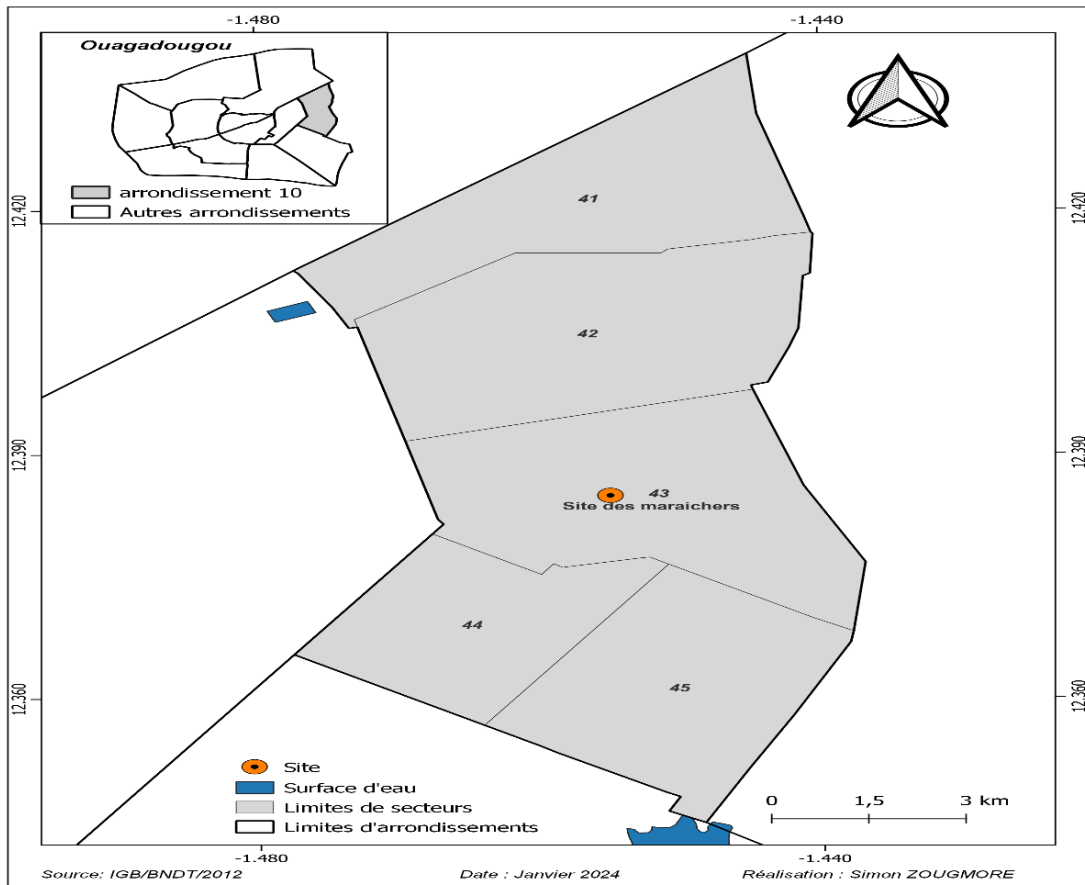 -1.480 -1.440
Ouagadougou
arrondissement 10
Autres arrondissements
12.420 12.420
41
42
12.390 12.390
43
Site des maraichers
44
45
12.360 12.360
Site
Surface d'eau
Limites de secteurs
Limites d'arrondissements
0 1,5 3 km
-1.480 -1.440
Source: IGB/BNDT/2012 Date : Janvier 2024 Réalisation : Simon ZOUGMORE